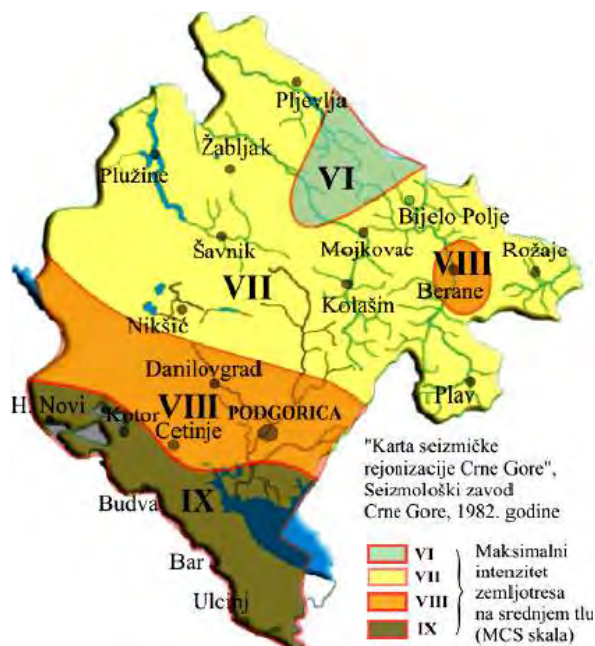 Pljevlja
Žabljak
Plužine
VI
Bijelo Polje
Šavnik
Mojkovac
VIII
Rožaje
VII
Berane
Kolašin
Nikšić
Danilovgrad
Plav
H. Novi
VIII
PODGORICA
Kotor
Cetinje
"Karta seizmičke
rejonizacije Crne Gore",
Seizmološki zavod
Crne Gore, 1982. godine
IX
Budva
Bar
Ulcinj
VI
VII
VIII
IX
Maksimalni
intenzitet
zemljotresa
na srednjem tlu
(MCS skala)